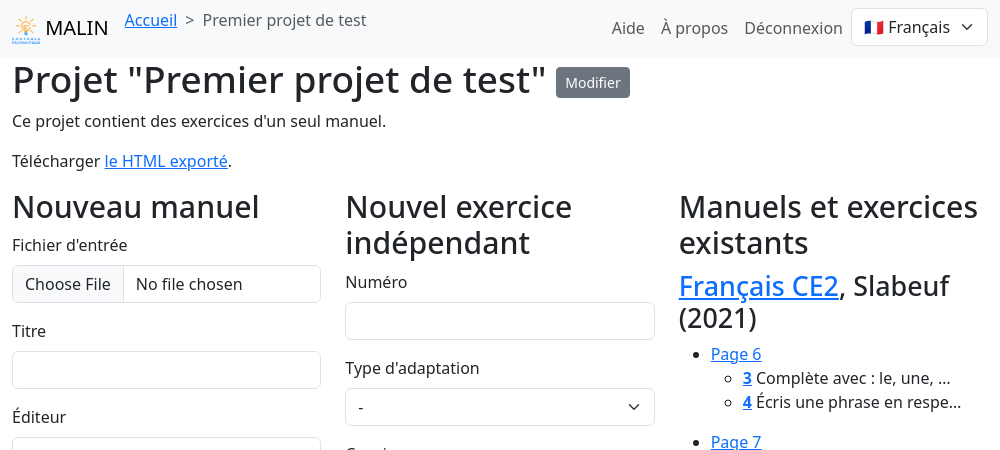 MALIN
Accueil > Premier projet de test
Aide À propos Déconnexion Français
Projet "Premier projet de test" Modifier
Ce projet contient des exercices d'un seul manuel.
Télécharger le HTML exporté.
Nouveau manuel
Fichier d'entrée
Choose File No file chosen
Titre
Éditeur
Nouvel exercice
indépendant
Numéro
Type d'adaptation
-
Manuels et exercices
existants
Français CE2, Slabeuf
(2021)
Page 6
3 Complète avec : le, une, ...
4 Écris une phrase en respe...
Page 7